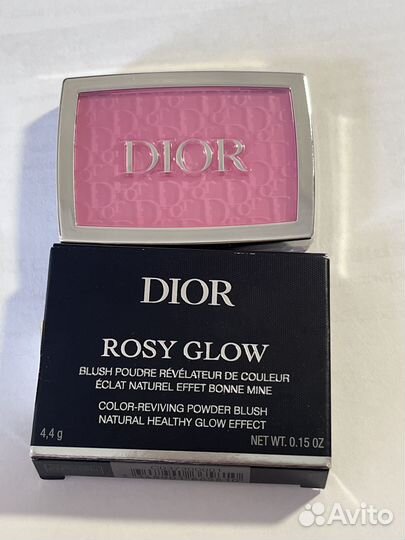 DIOR
DIOR
ROSY GLOW
BLUSH POUDRE RÉVÉLATEUR DE COULEUR
ÉCLAT NATUREL EFFET BONNE MINE
COLOR-REVIVING POWDER BLUSH
NATURAL HEALTHY GLOW EFFECT
4,4 g
NET WT. 0.15 OZ
Avito